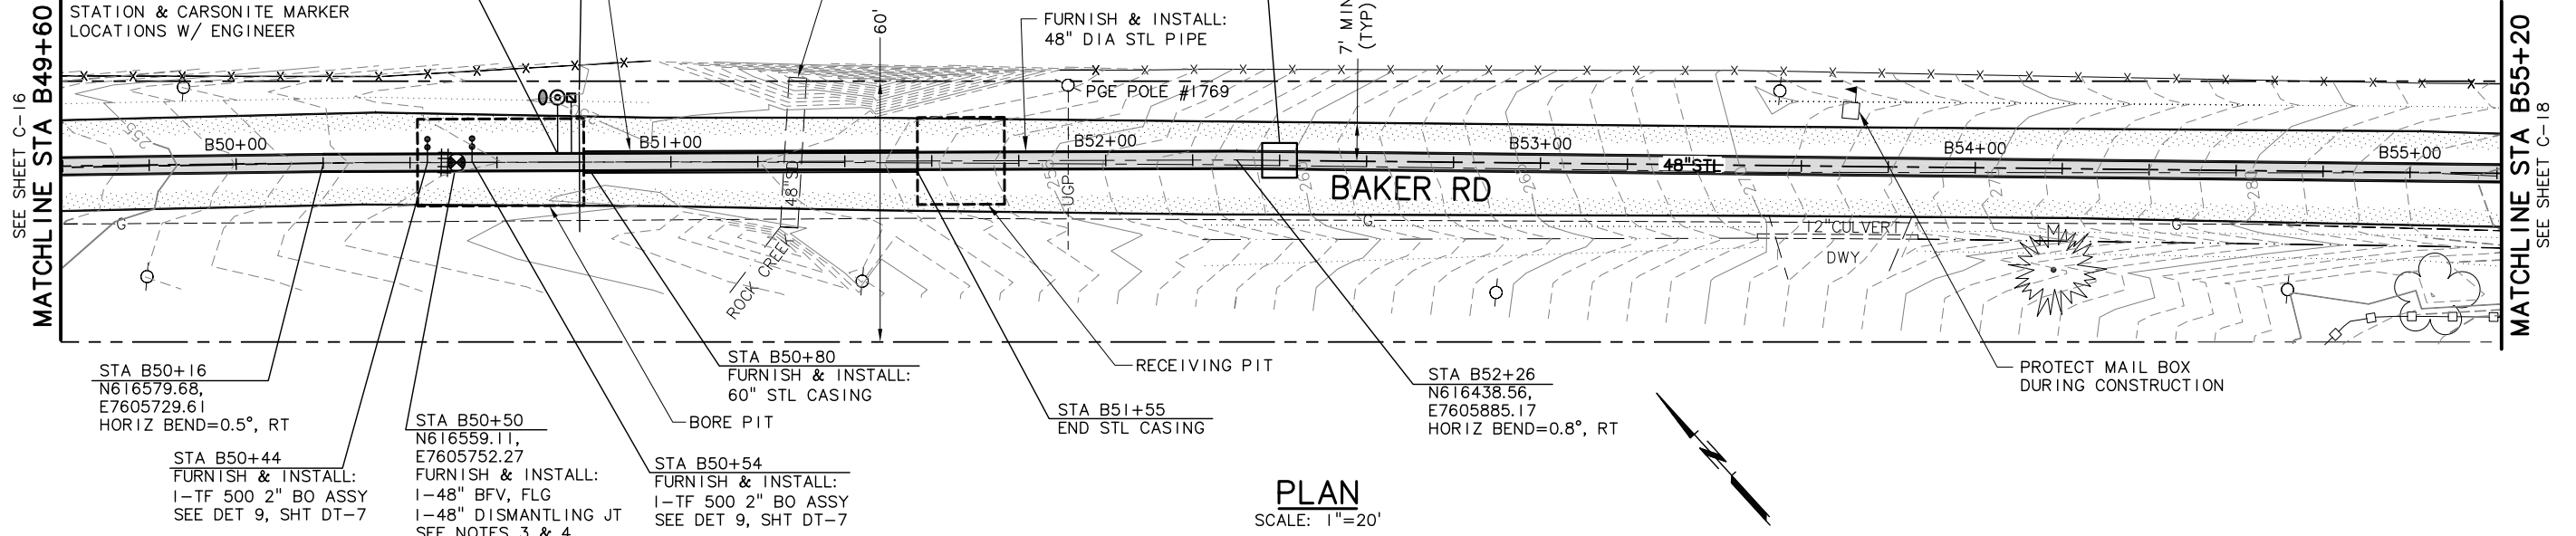 STATION & CARSONITE MARKER
LOCATIONS W/ ENGINEER
60'
FURNISH & INSTALL:
48" DIA STL PIPE
7' MIN
(TYP)
SEE SHEET C-16
MATCHLINE STA B49+60
MATCHLINE STA B55+20
SEE SHEET C-18
PGE POLE #1769
255
B50+00
B51+00
B52+00
B53+00
B54+00
B55+00
48"STL
48"SD
UGP
BAKER RD
G
G
G
12"CULVERT
DWY
ROCK CREEK
STA B50+16
N616579.68,
E7605729.61
HORIZ BEND=0.5°, RT
STA B50+44
FURNISH & INSTALL:
1-TF 500 2" BO ASSY
SEE DET 9, SHT DT-7
STA B50+50
N616559.11,
E7605752.27
FURNISH & INSTALL:
1-48" BFV, FLG
1-48" DISMANTLING JT
SEE NOTES 3 & 4
STA B50+54
FURNISH & INSTALL:
1-TF 500 2" BO ASSY
SEE DET 9, SHT DT-7
BORE PIT
STA B50+80
FURNISH & INSTALL:
60" STL CASING
RECEIVING PIT
STA B51+55
END STL CASING
STA B52+26
N616438.56,
E7605885.17
HORIZ BEND=0.8°, RT
PROTECT MAIL BOX
DURING CONSTRUCTION
PLAN
SCALE: 1"=20'
N